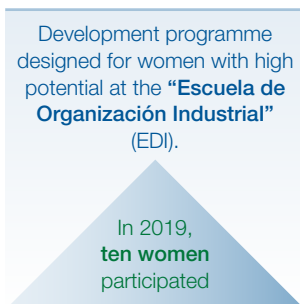 Development programme
designed for women with high
potential at the “Escuela de
Organización Industrial”
(EDI).
In 2019,
ten women
participated